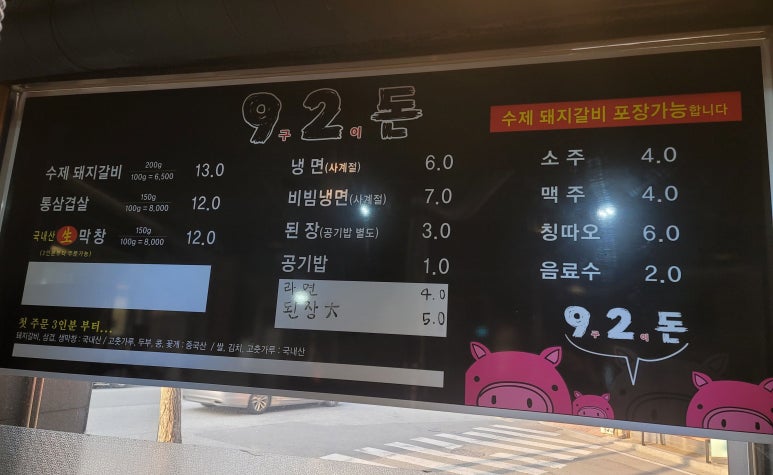 9구2이돈
수제 돼지갈비 포장가능합니다
수제 돼지갈비 200g 100g = 6,500 13.0
통삼겹살 150g 100g = 8,000 12.0
국내산 生 막창 150g 100g = 8,000 12.0
냉 면(사계절) 6.0
비빔냉면(사계절) 7.0
된 장(공기밥 별도) 3.0
공기밥 1.0
라면 4.0
된장 大 5.0
소 주 4.0
맥 주 4.0
칭따오 6.0
음료수 2.0
첫 주문 3인분 부터...
돼지갈비, 삼겹, 생막창 : 국내산 / 고춧가루, 두부, 콩, 꽃게 : 중국산 / 쌀, 김치, 고춧가루 : 국내산
9구2이돈